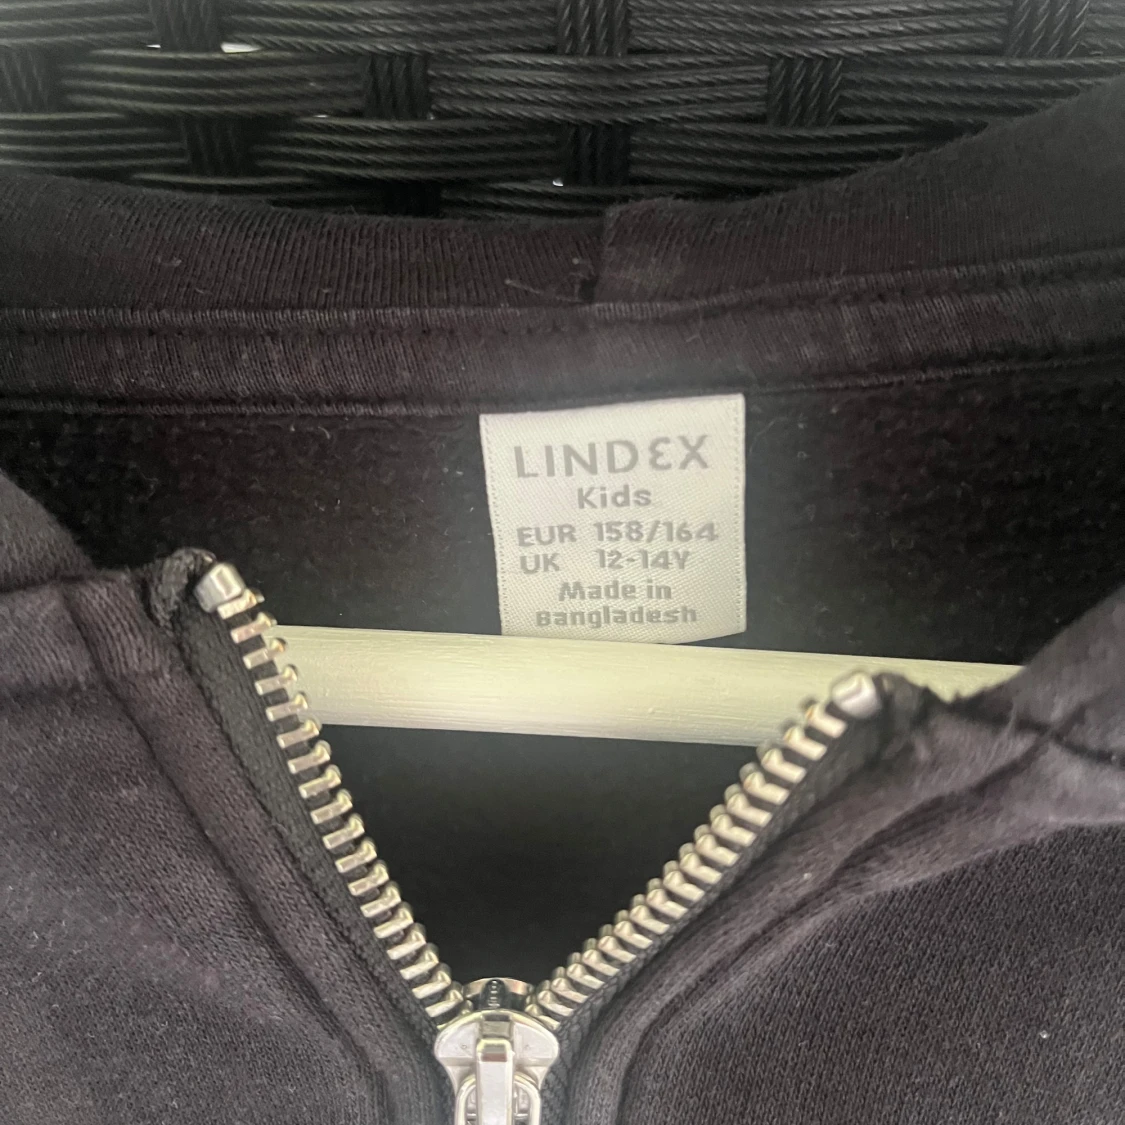 LINDEX
Kids
EUR 158/164
UK 12-14Y
Made in
Bangladesh